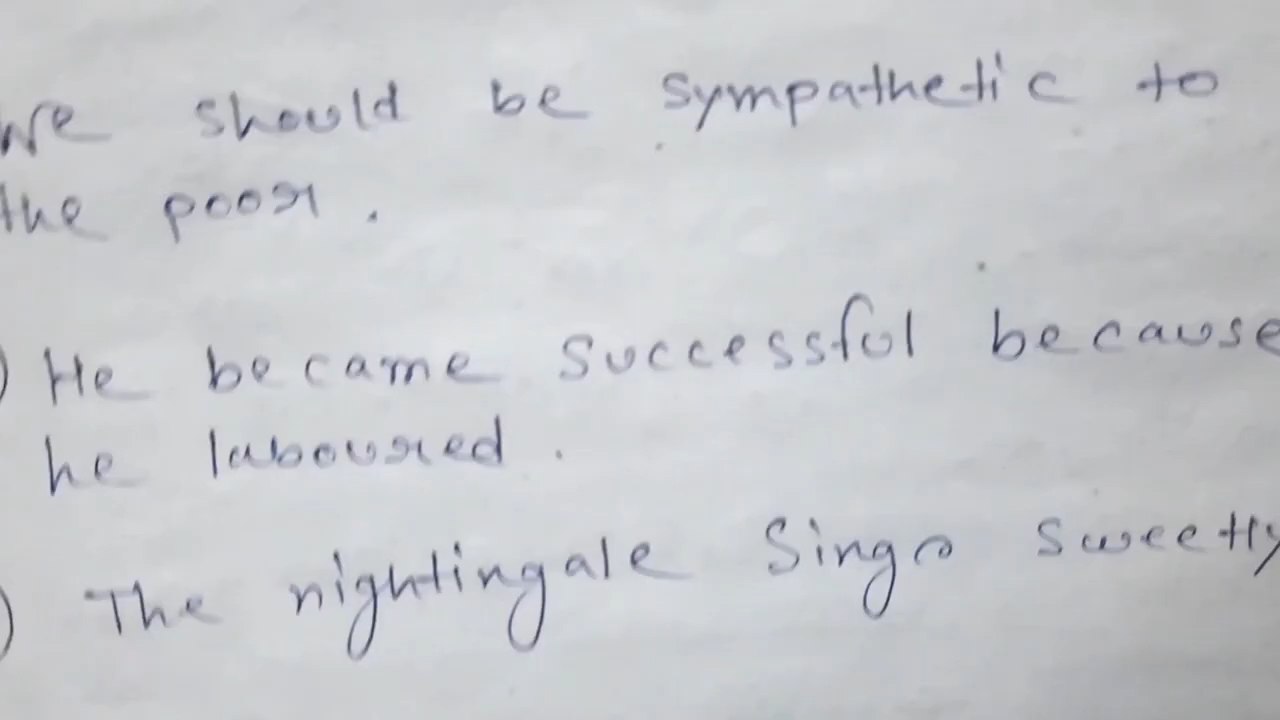 We should be sympathetic to
the poor.
) He became successful because
he laboured.
) The nightingale Sings sweetly